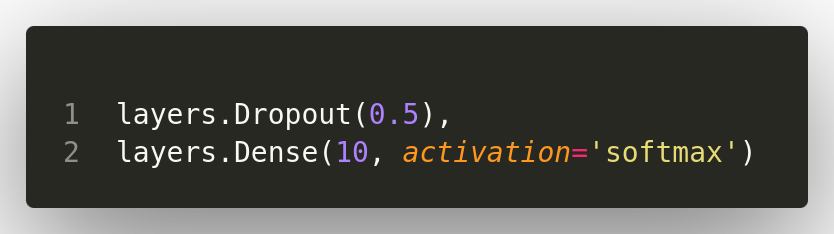 1 layers.Dropout(0.5),
2 layers.Dense(10, activation='softmax')